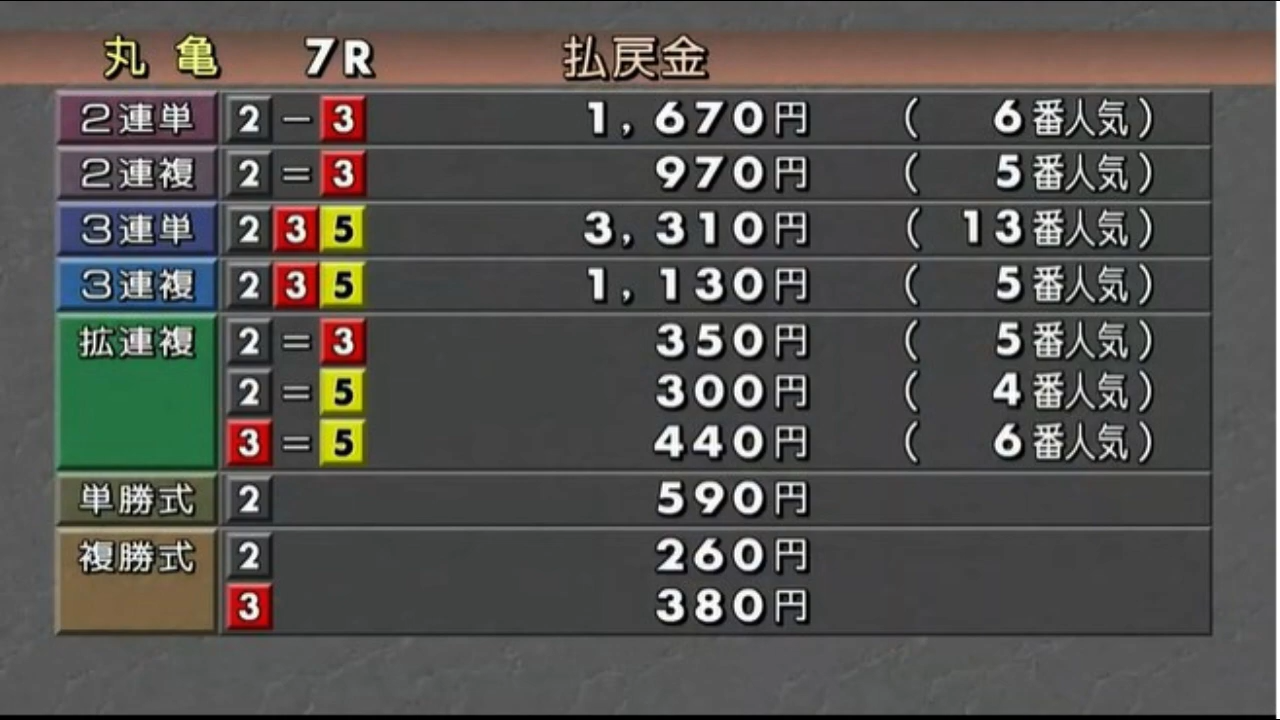 丸亀 7R 払戻金
2連単 2－3 1,670円 ( 6番人気)
2連複 2＝3 970円 ( 5番人気)
3連単 2 3 5 3,310円 ( 13番人気)
3連複 2 3 5 1,130円 ( 5番人気)
拡連複 2＝3 350円 ( 5番人気)
2＝5 300円 ( 4番人気)
3＝5 440円 ( 6番人気)
単勝式 2 590円
複勝式 2 260円
3 380円